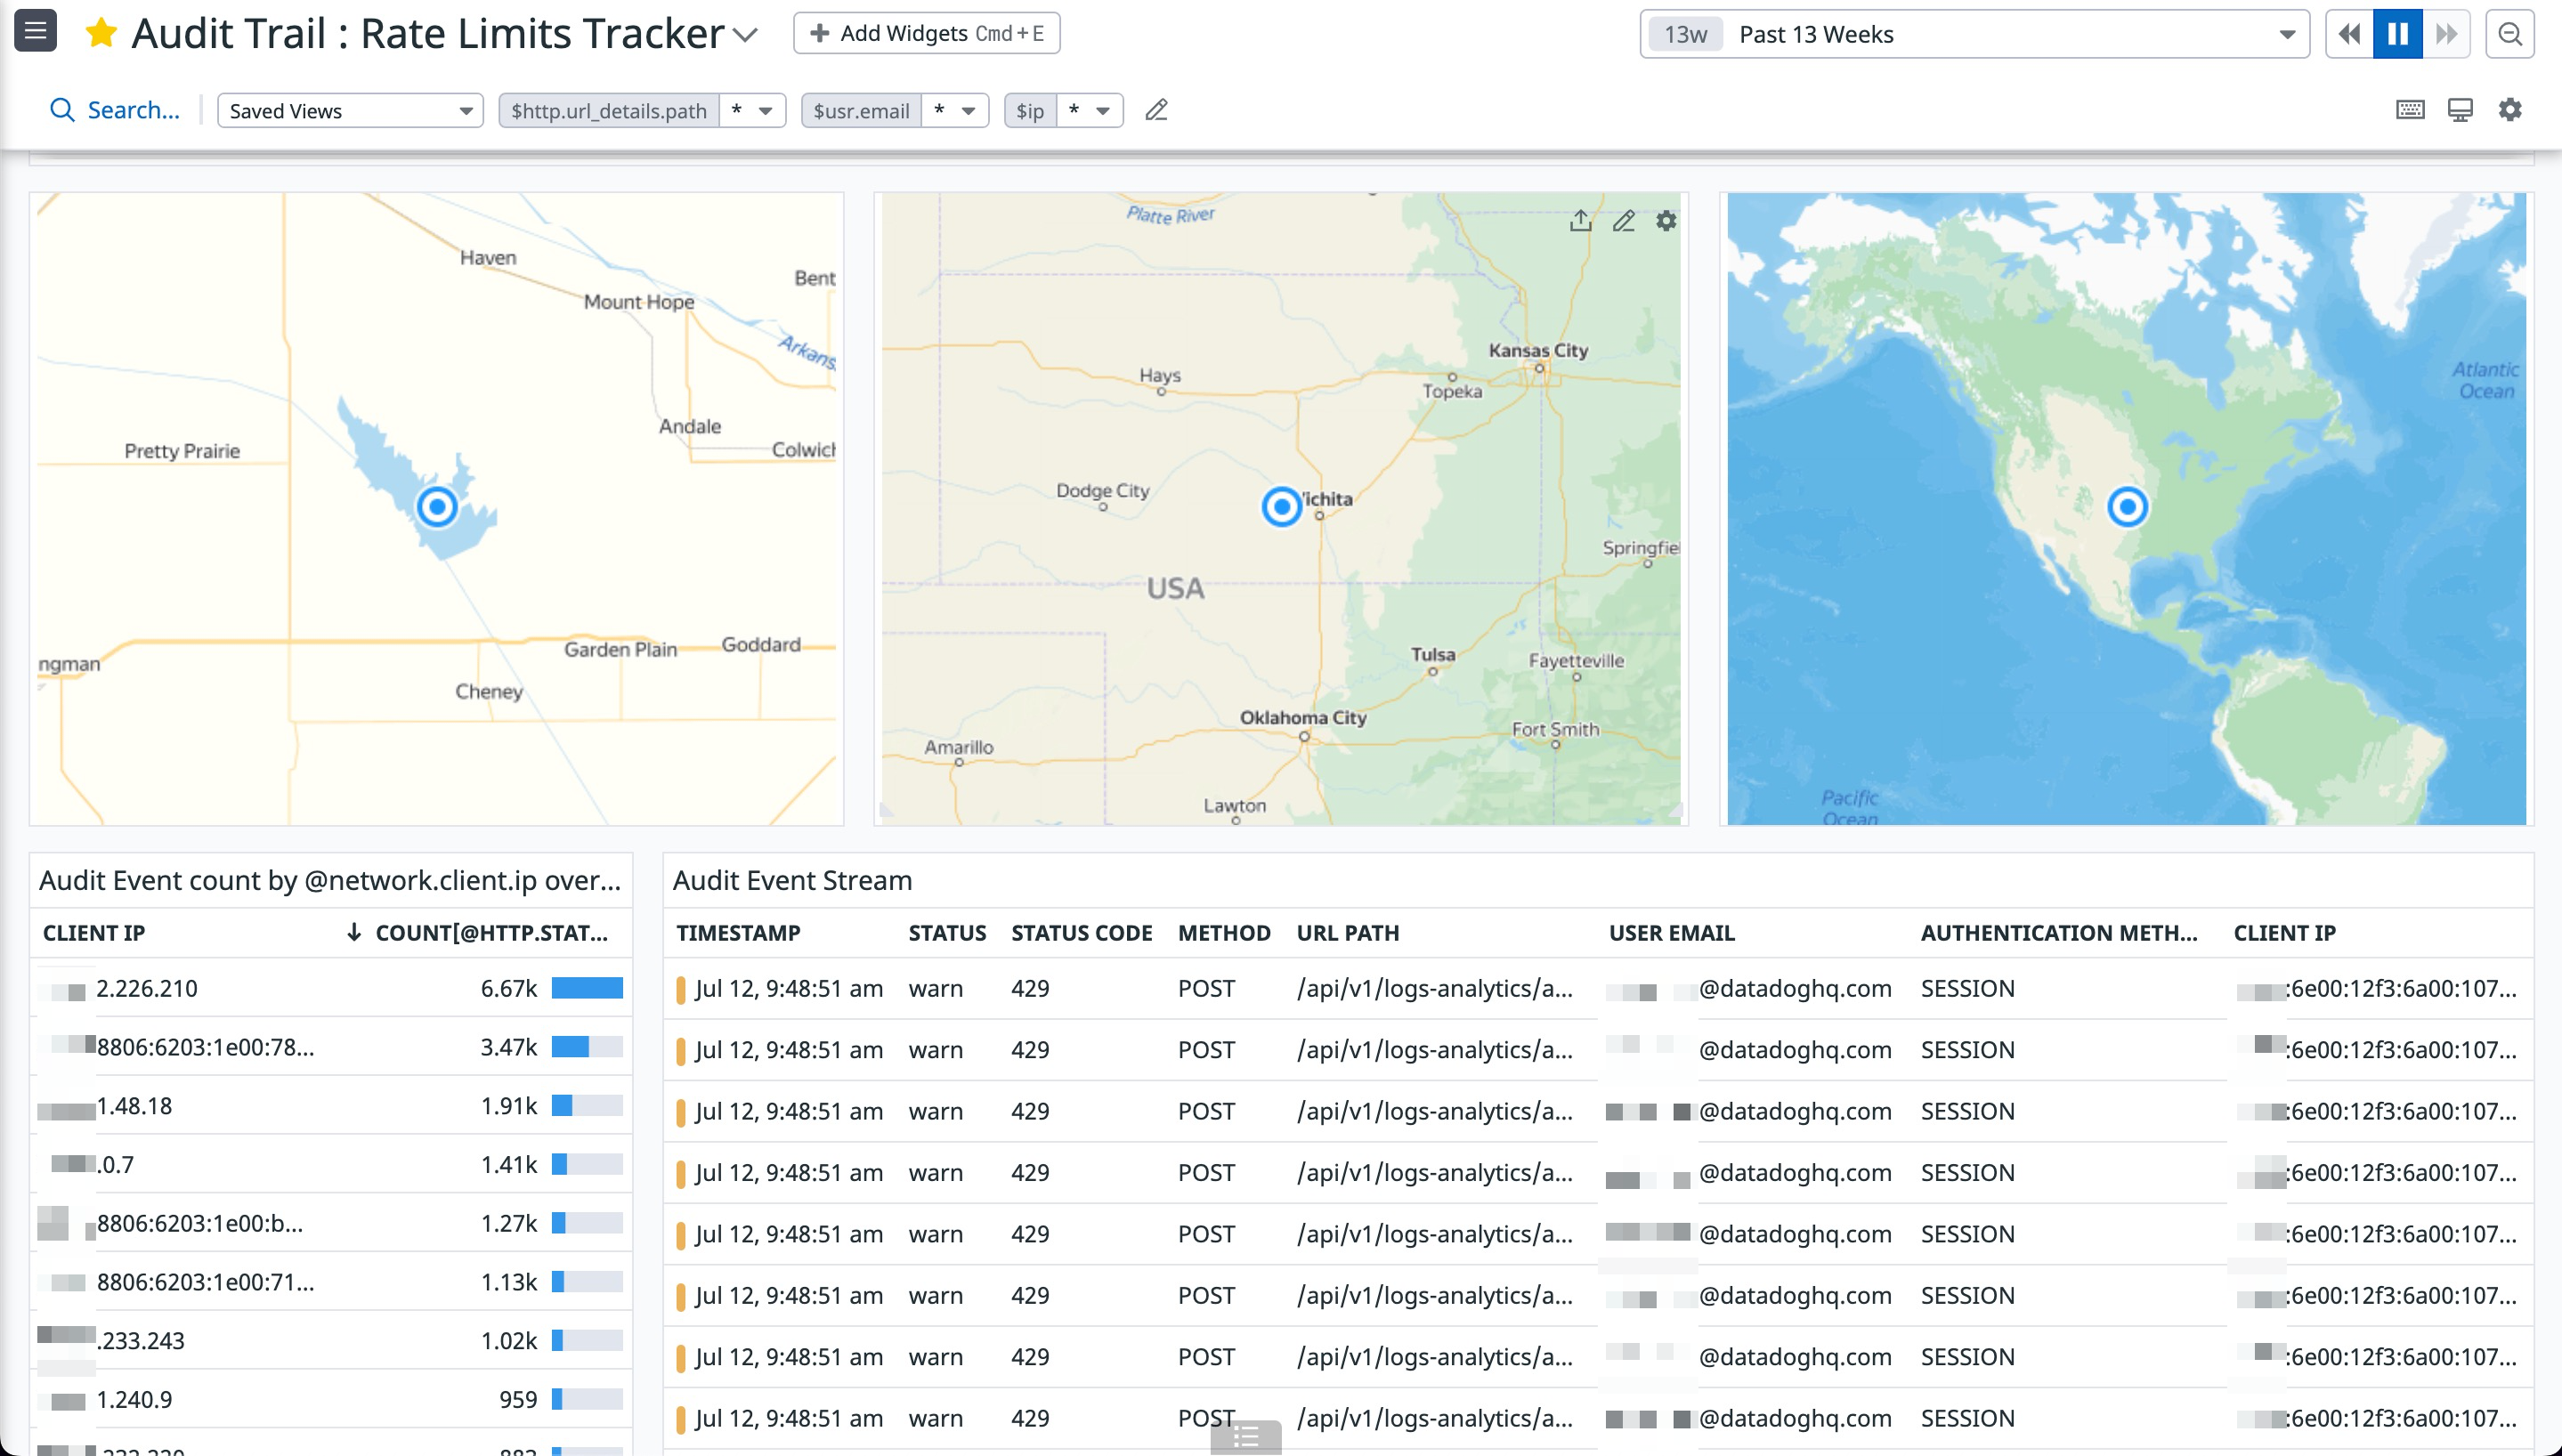 Audit Trail : Rate Limits Tracker
Add Widgets Cmd+E
13w Past 13 Weeks
Search...
Saved Views
$http.url_details.path *
$usr.email *
$ip *
Haven
Mount Hope
Bent
Arkans
Andale
Colwich
Pretty Prairie
Garden Plain
Goddard
ngman
Cheney
Platte River
Kansas City
Hays
Topeka
Dodge City
ichita
Springfie
USA
Tulsa
Fayetteville
Oklahoma City
Fort Smith
Amarillo
Lawton
Atlantic
Ocean
Pacific
Ocean
Audit Event count by @network.client.ip over...
CLIENT IP COUNT[@HTTP.STAT...
2.226.210 6.67k
8806:6203:1e00:78... 3.47k
1.48.18 1.91k
.0.7 1.41k
8806:6203:1e00:b... 1.27k
8806:6203:1e00:71... 1.13k
.233.243 1.02k
1.240.9 959
Audit Event Stream
TIMESTAMP STATUS STATUS CODE METHOD URL PATH USER EMAIL AUTHENTICATION METH... CLIENT IP
Jul 12, 9:48:51 am warn 429 POST /api/v1/logs-analytics/a... @datadoghq.com SESSION :6e00:12f3:6a00:107...
Jul 12, 9:48:51 am warn 429 POST /api/v1/logs-analytics/a... @datadoghq.com SESSION :6e00:12f3:6a00:107...
Jul 12, 9:48:51 am warn 429 POST /api/v1/logs-analytics/a... @datadoghq.com SESSION :6e00:12f3:6a00:107...
Jul 12, 9:48:51 am warn 429 POST /api/v1/logs-analytics/a... @datadoghq.com SESSION :6e00:12f3:6a00:107...
Jul 12, 9:48:51 am warn 429 POST /api/v1/logs-analytics/a... @datadoghq.com SESSION :6e00:12f3:6a00:107...
Jul 12, 9:48:51 am warn 429 POST /api/v1/logs-analytics/a... @datadoghq.com SESSION :6e00:12f3:6a00:107...
Jul 12, 9:48:51 am warn 429 POST /api/v1/logs-analytics/a... @datadoghq.com SESSION :6e00:12f3:6a00:107...
Jul 12, 9:48:51 am warn 429 POST /api/v1/logs-analytics/a... @datadoghq.com SESSION :6e00:12f3:6a00:107...